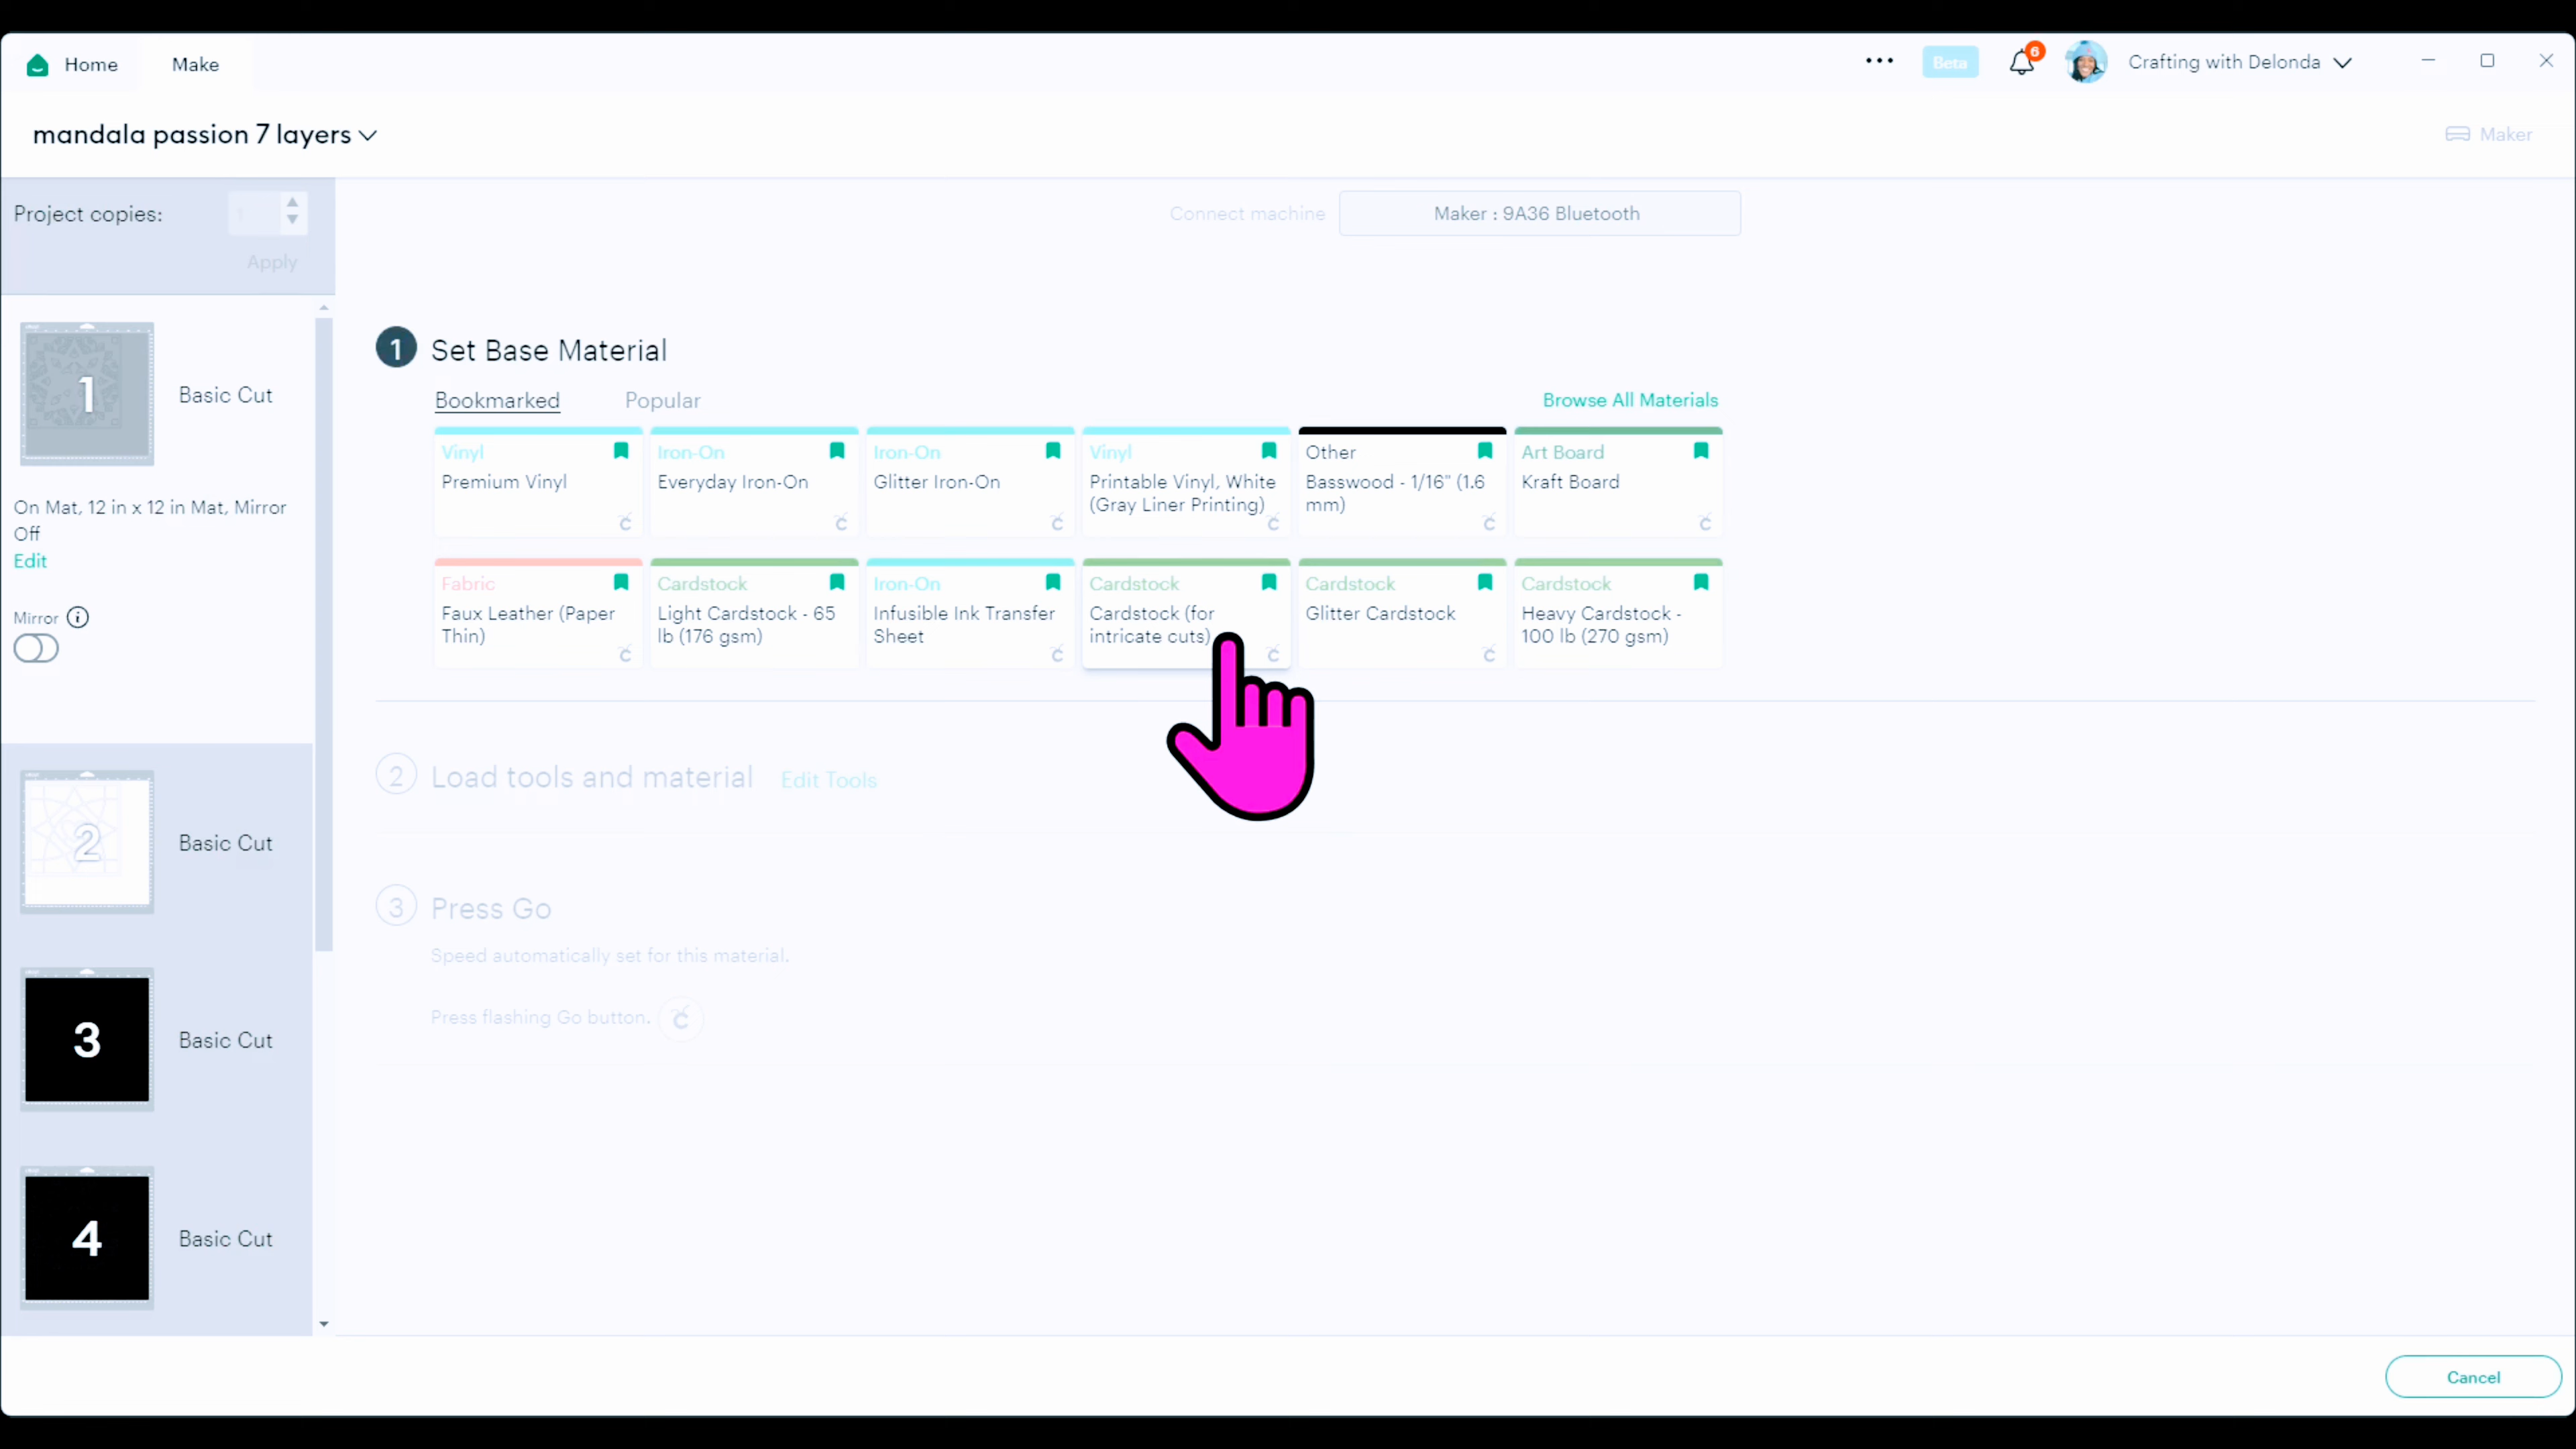 Home
Make
Beta
6
Crafting with Delonda
mandala passion 7 layers
Maker
Project copies:
1
Apply
Connect machine
Maker : 9A36 Bluetooth
1
Basic Cut
On Mat, 12 in x 12 in Mat, Mirror
Off
Edit
Mirror
2
Basic Cut
3
Basic Cut
4
Basic Cut
1 Set Base Material
Bookmarked
Popular
Browse All Materials
Vinyl
Premium Vinyl
Iron-On
Everyday Iron-On
Iron-On
Glitter Iron-On
Vinyl
Printable Vinyl, White
(Gray Liner Printing)
Other
Basswood - 1/16" (1.6
mm)
Art Board
Kraft Board
Fabric
Faux Leather (Paper
Thin)
Cardstock
Light Cardstock - 65
lb (176 gsm)
Iron-On
Infusible Ink Transfer
Sheet
Cardstock
Cardstock (for
intricate cuts)
Cardstock
Glitter Cardstock
Cardstock
Heavy Cardstock -
100 lb (270 gsm)
2 Load tools and material
Edit Tools
3 Press Go
Speed automatically set for this material.
Press flashing Go button.
Cancel